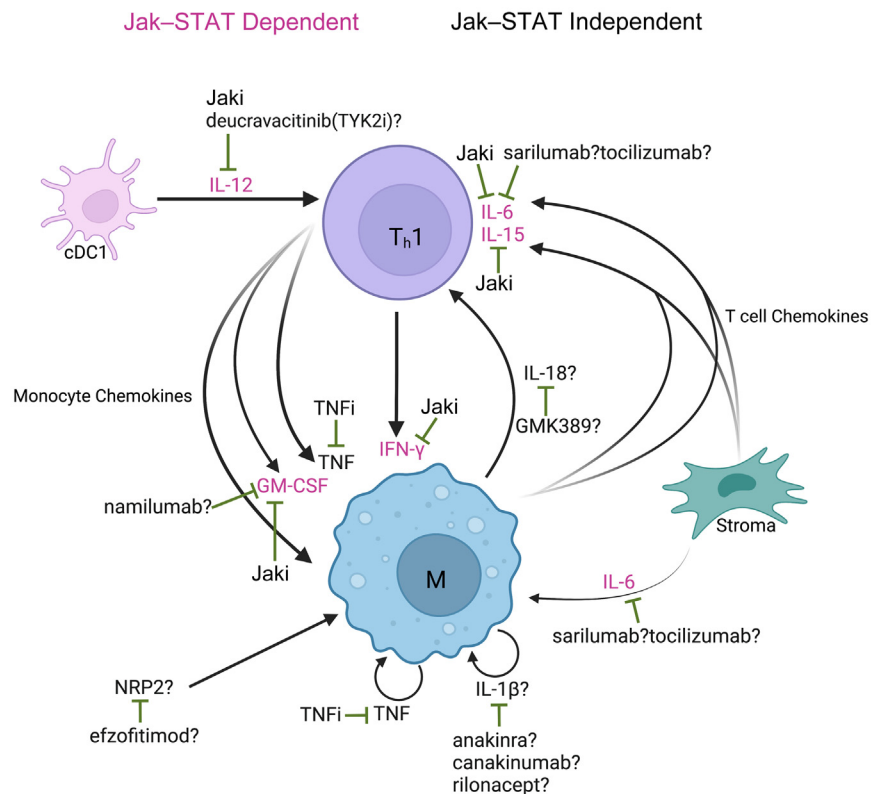 Jak–STAT Dependent
Jak–STAT Independent
Jaki
deucravacitinib(TYK2i)?
IL-12
cDC1
Th1
Jaki
sarilumab?tocilizumab?
IL-6
IL-15
Jaki
T cell Chemokines
Monocyte Chemokines
IL-18?
GMK389?
TNFi
TNF
Jaki
IFN-γ
GM-CSF
namilumab?
Jaki
M
Stroma
IL-6
sarilumab?tocilizumab?
NRP2?
efzofitimod?
TNFi
TNF
IL-1β?
anakinra?
canakinumab?
rilonacept?